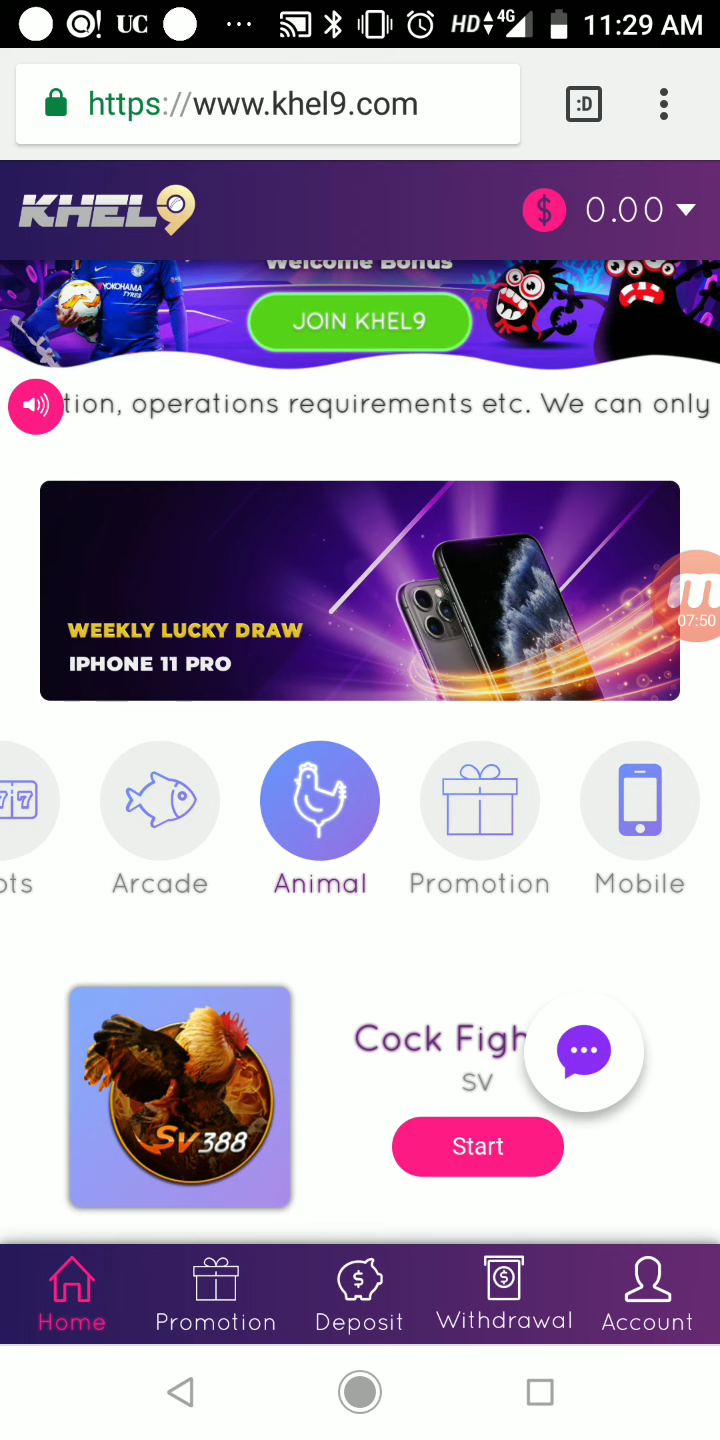 UC HD 4G 11:29 AM
https://www.khel9.com
:D
KHEL9
$ 0.00
Welcome Bonus
YOKOHAMA
TYRES
JOIN KHEL9
tion, operations requirements etc. We can only
WEEKLY LUCKY DRAW
IPHONE 11 PRO
m
07:50
Arcade
Animal
Promotion
Mobile
Cock Figh
SV
SV388
Start
Home
Promotion
Deposit
Withdrawal
Account